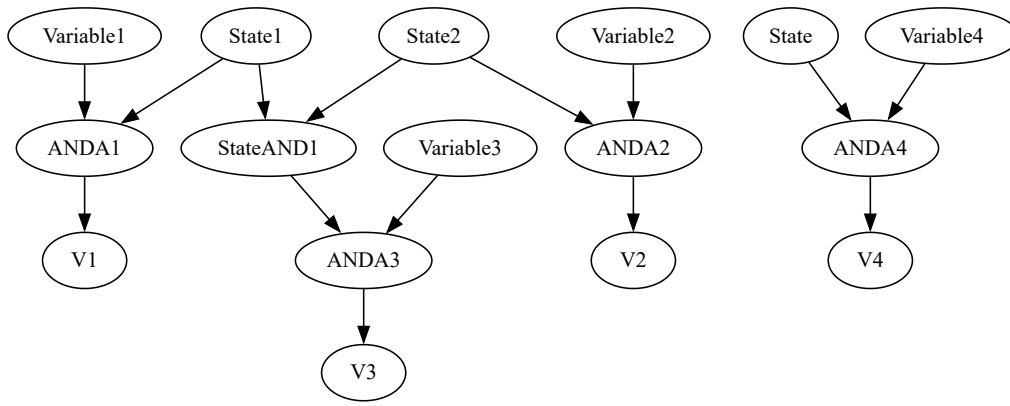 Variable1
State1
State2
Variable2
State
Variable4
ANDA1
StateAND1
Variable3
ANDA2
ANDA4
V1
ANDA3
V2
V4
V3